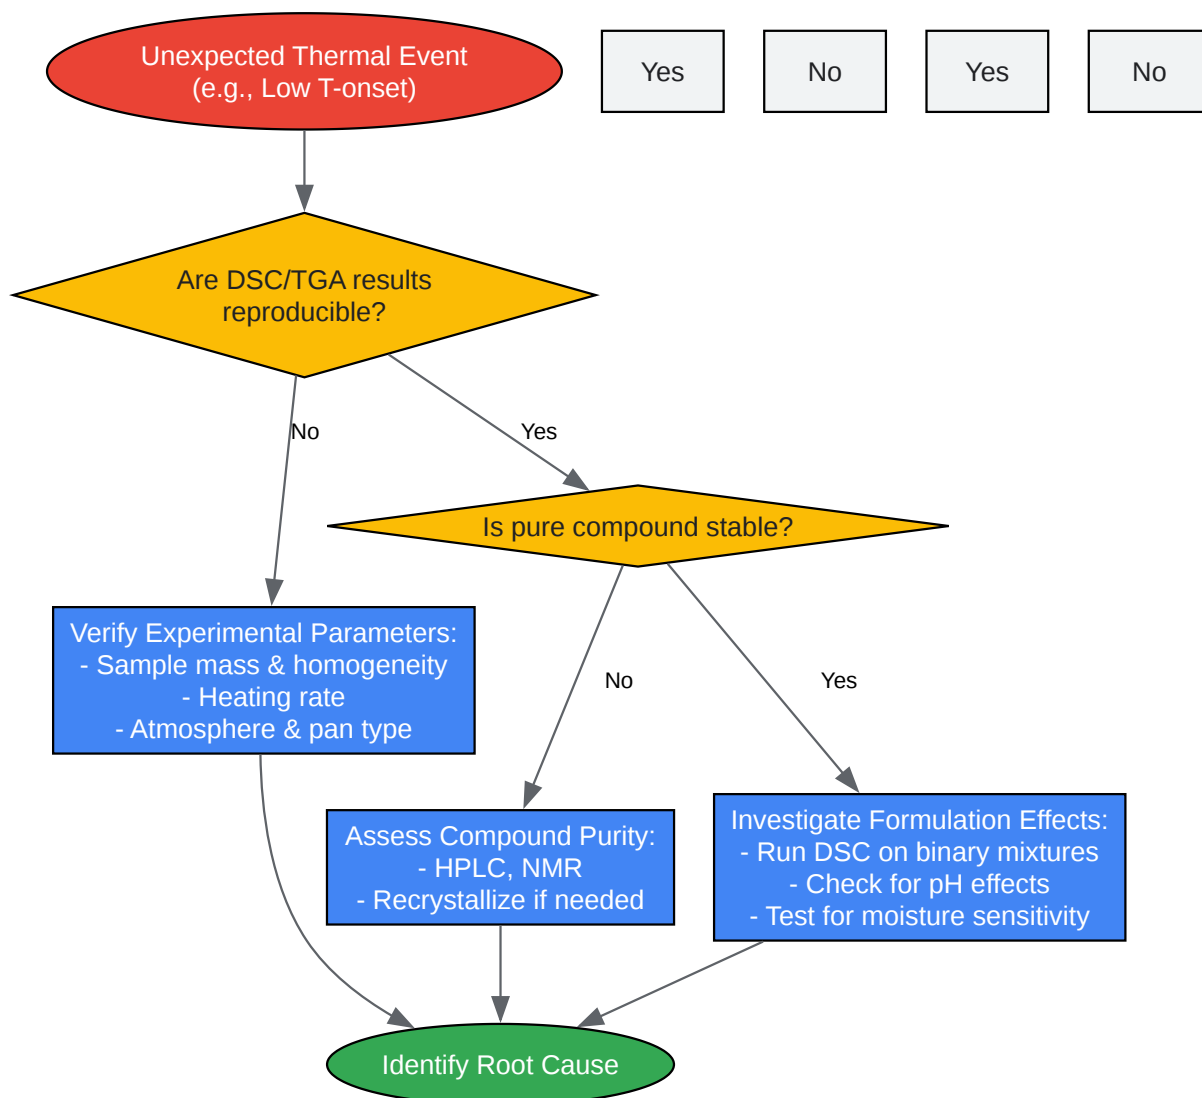 Unexpected Thermal Event
(e.g., Low T-onset)
Yes
No
Yes
No
Are DSC/TGA results
reproducible?
No
Yes
Is pure compound stable?
Verify Experimental Parameters:
- Sample mass & homogeneity
- Heating rate
- Atmosphere & pan type
No
Yes
Assess Compound Purity:
- HPLC, NMR
- Recrystallize if needed
Investigate Formulation Effects:
- Run DSC on binary mixtures
- Check for pH effects
- Test for moisture sensitivity
Identify Root Cause